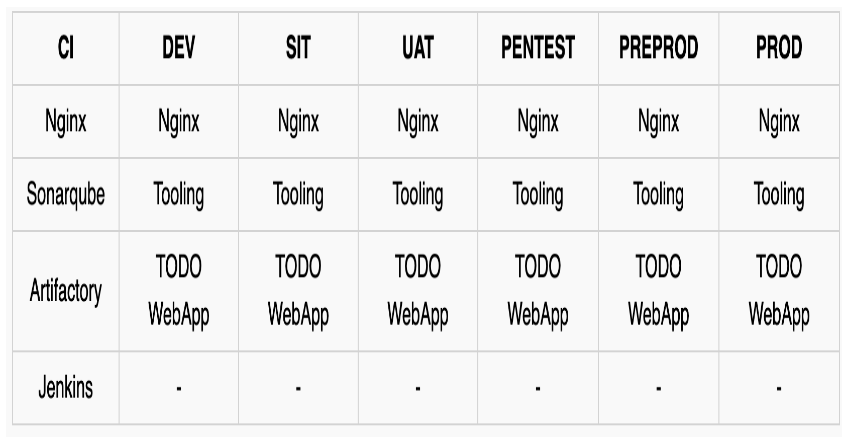 CI DEV SIT UAT PENTEST PREPROD PROD
Nginx Nginx Nginx Nginx Nginx Nginx Nginx
Sonarqube Tooling Tooling Tooling Tooling Tooling Tooling
Artifactory TODO WebApp TODO WebApp TODO WebApp TODO WebApp TODO WebApp TODO WebApp
Jenkins - - - - - -